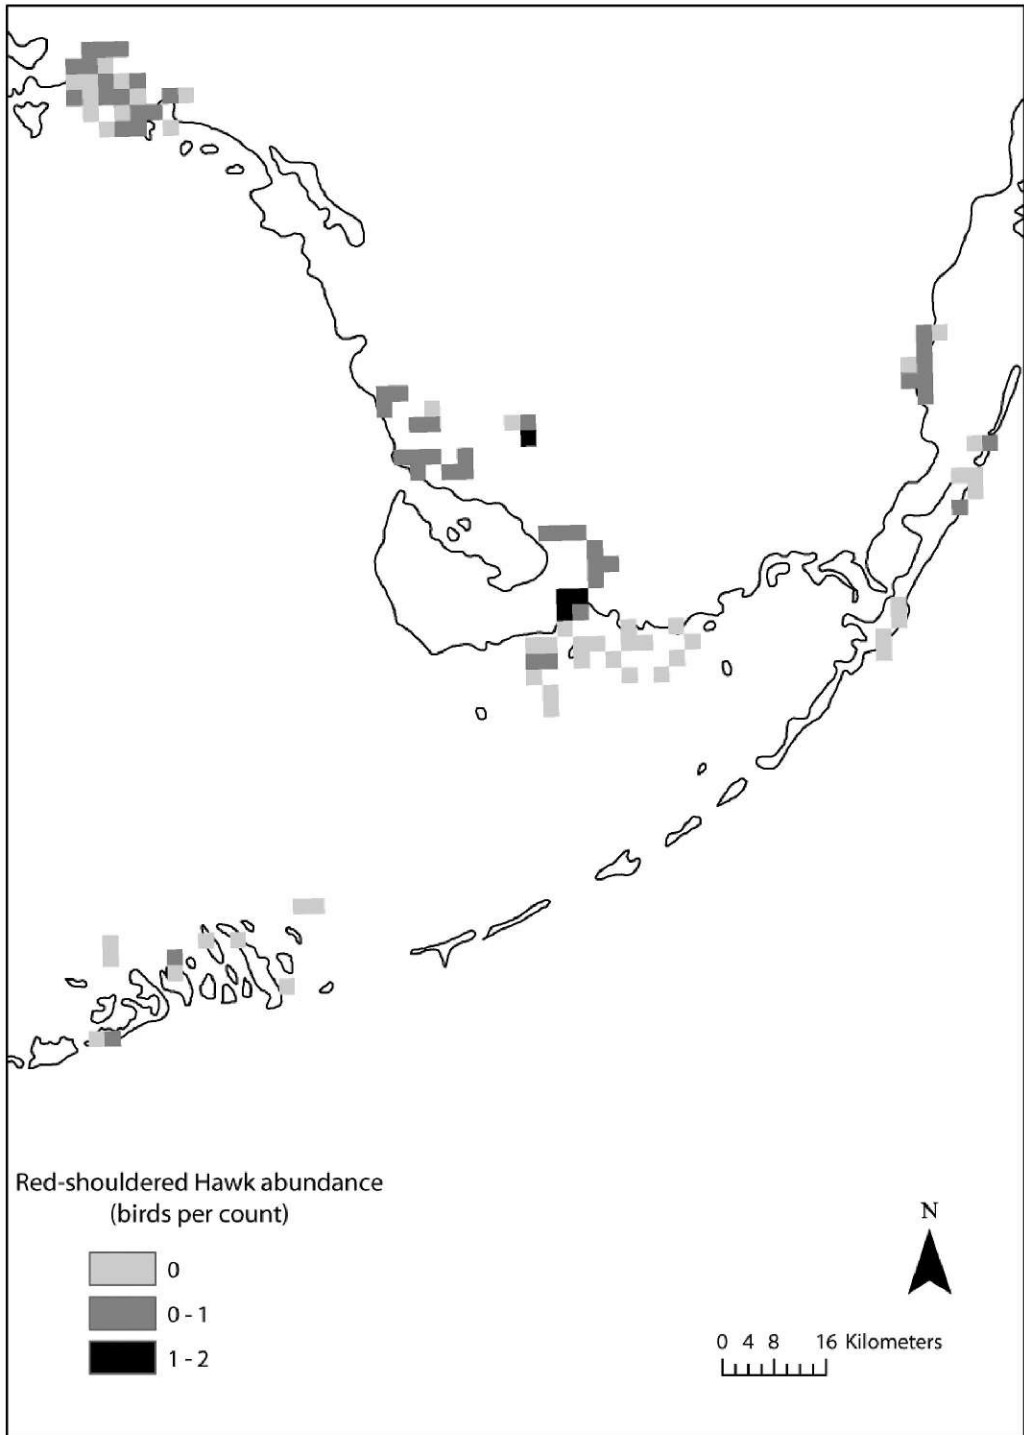 Red-shouldered Hawk abundance
(birds per count)
0
0 - 1
1 - 2
N
0 4 8 16 Kilometers